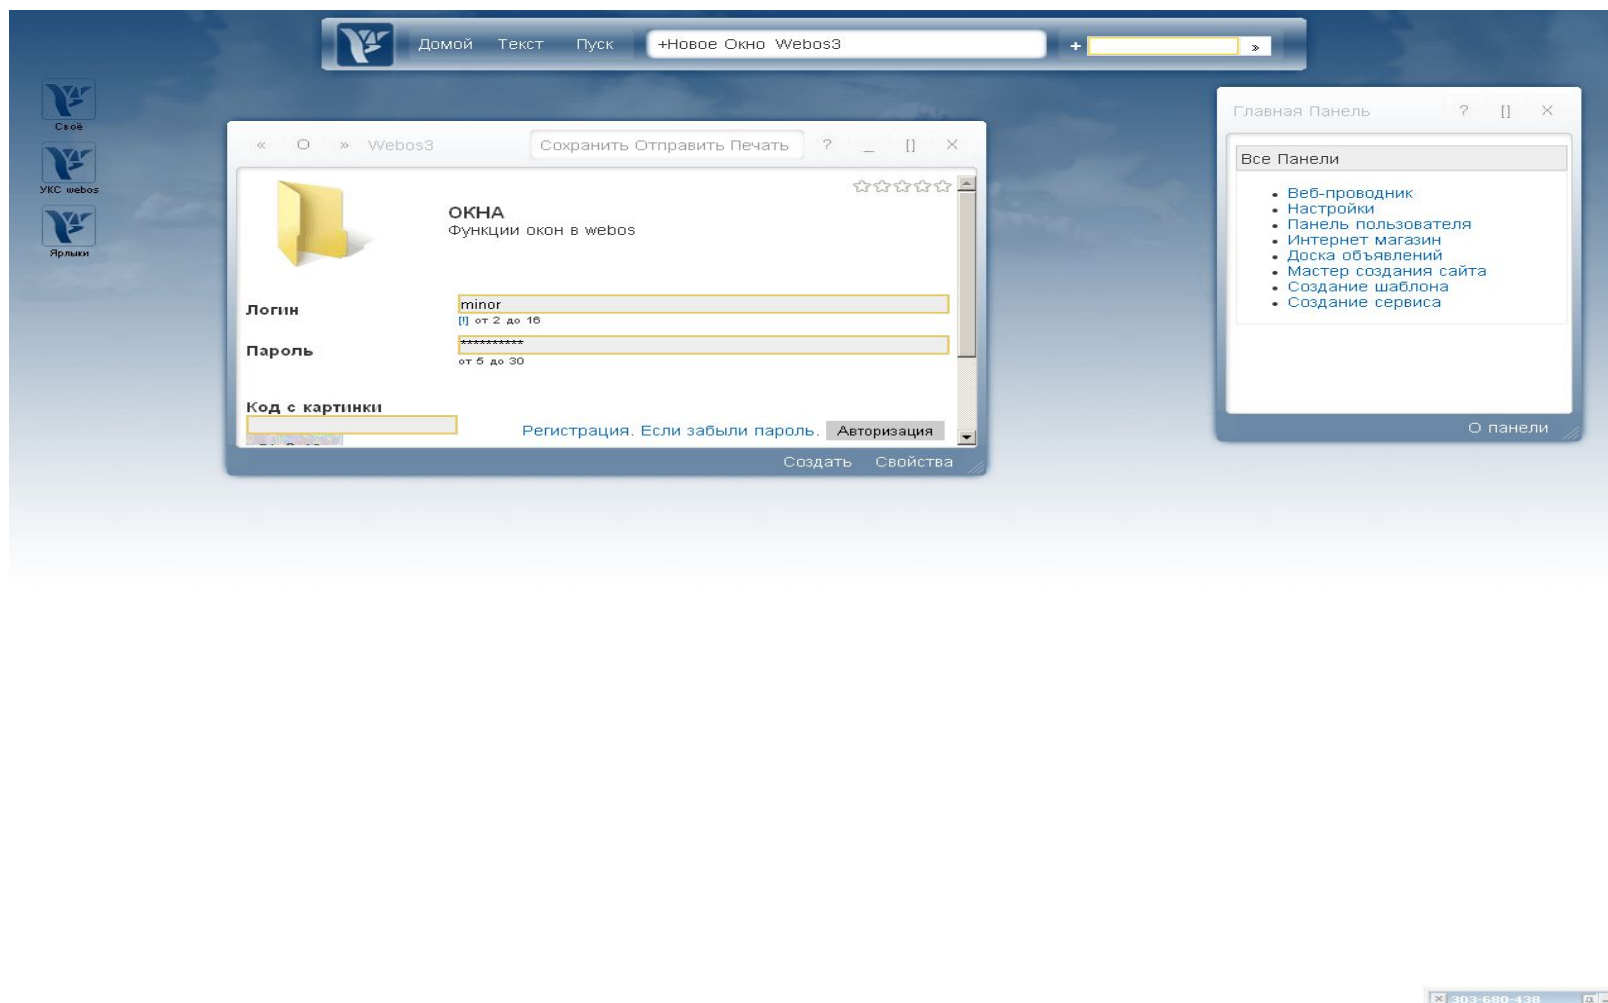 Домой Текст Пуск +Новое Окно Webos3 + »
Своё
УКС webos
Ярлыки
« O » Webos3 Сохранить Отправить Печать ? _ [] X
ОКНА
Функции окон в webos
Логин minor
[!] от 2 до 16
Пароль **********
от 5 до 30
Код с картинки
Регистрация. Если забыли пароль. Авторизация
Создать Свойства
Главная Панель ? [] X
Все Панели
• Веб-проводник
• Настройки
• Панель пользователя
• Интернет магазин
• Доска объявлений
• Мастер создания сайта
• Создание шаблона
• Создание сервиса
О панели
303-680-438